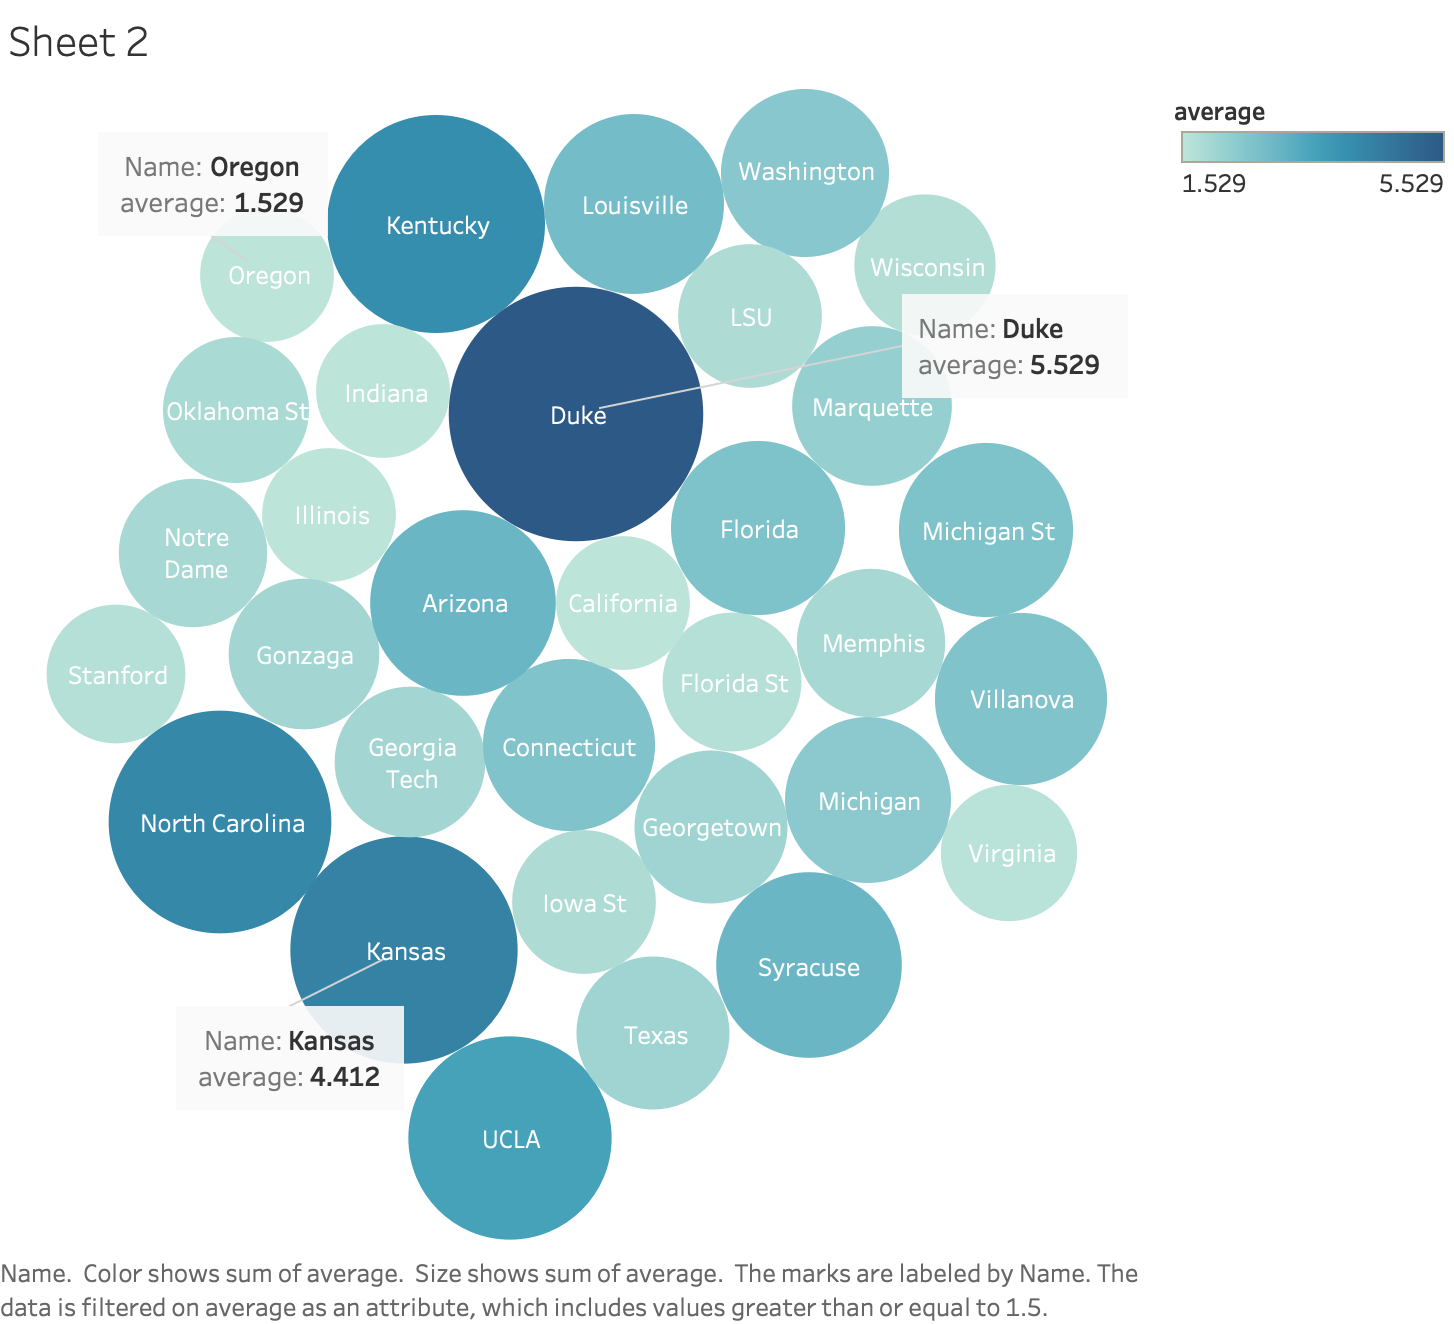 Sheet 2
average
1.529 5.529
Name: Oregon
average: 1.529
Kentucky
Louisville
Washington
Oregon
Wisconsin
LSU
Name: Duke
average: 5.529
Oklahoma St
Indiana
Duke
Marquette
Illinois
Florida
Michigan St
Notre
Dame
Arizona
California
Stanford
Gonzaga
Florida St
Memphis
Villanova
Georgia
Tech
Connecticut
North Carolina
Georgetown
Michigan
Virginia
Kansas
Iowa St
Syracuse
Name: Kansas
average: 4.412
Texas
UCLA
Name. Color shows sum of average. Size shows sum of average. The marks are labeled by Name. The
data is filtered on average as an attribute, which includes values greater than or equal to 1.5.